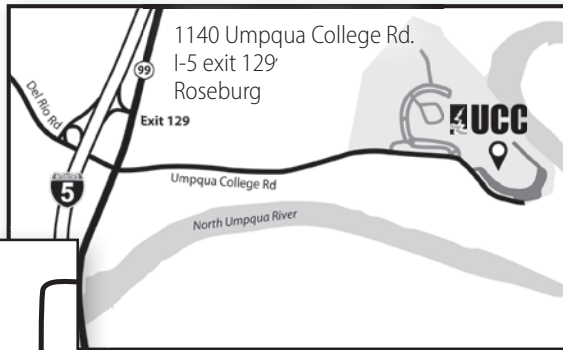 1140 Umpqua College Rd.
I-5 exit 129'
Roseburg
99
Del Rio Rd
Exit 129
UCC
5
Umpqua College Rd
North Umpqua River